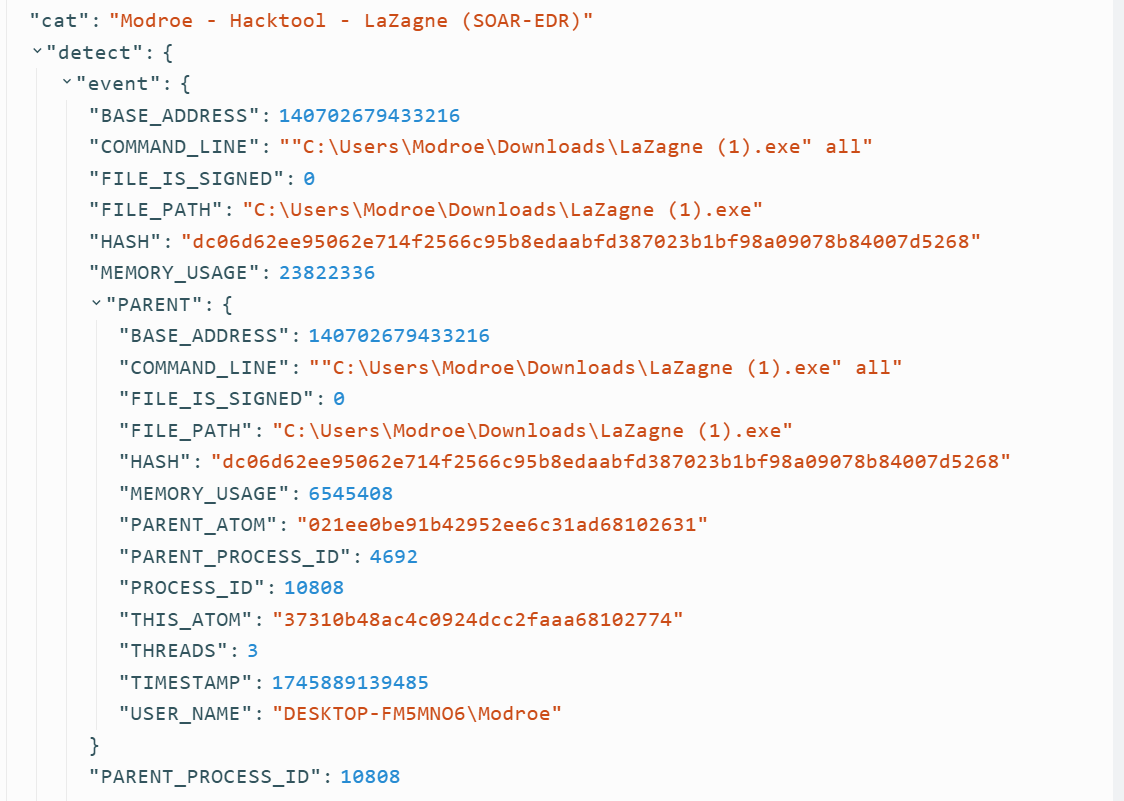 "cat": "Modroe - Hacktool - LaZagne (SOAR-EDR)"
"detect": {
"event": {
"BASE_ADDRESS": 140702679433216
"COMMAND_LINE": ""C:\Users\Modroe\Downloads\LaZagne (1).exe" all"
"FILE_IS_SIGNED": 0
"FILE_PATH": "C:\Users\Modroe\Downloads\LaZagne (1).exe"
"HASH": "dc06d62ee95062e714f2566c95b8edaabfd387023b1bf98a09078b84007d5268"
"MEMORY_USAGE": 23822336
"PARENT": {
"BASE_ADDRESS": 140702679433216
"COMMAND_LINE": ""C:\Users\Modroe\Downloads\LaZagne (1).exe" all"
"FILE_IS_SIGNED": 0
"FILE_PATH": "C:\Users\Modroe\Downloads\LaZagne (1).exe"
"HASH": "dc06d62ee95062e714f2566c95b8edaabfd387023b1bf98a09078b84007d5268"
"MEMORY_USAGE": 6545408
"PARENT_ATOM": "021ee0be91b42952ee6c31ad68102631"
"PARENT_PROCESS_ID": 4692
"PROCESS_ID": 10808
"THIS_ATOM": "37310b48ac4c0924dcc2faaa68102774"
"THREADS": 3
"TIMESTAMP": 1745889139485
"USER_NAME": "DESKTOP-FM5MNO6\Modroe"
}
"PARENT_PROCESS_ID": 10808